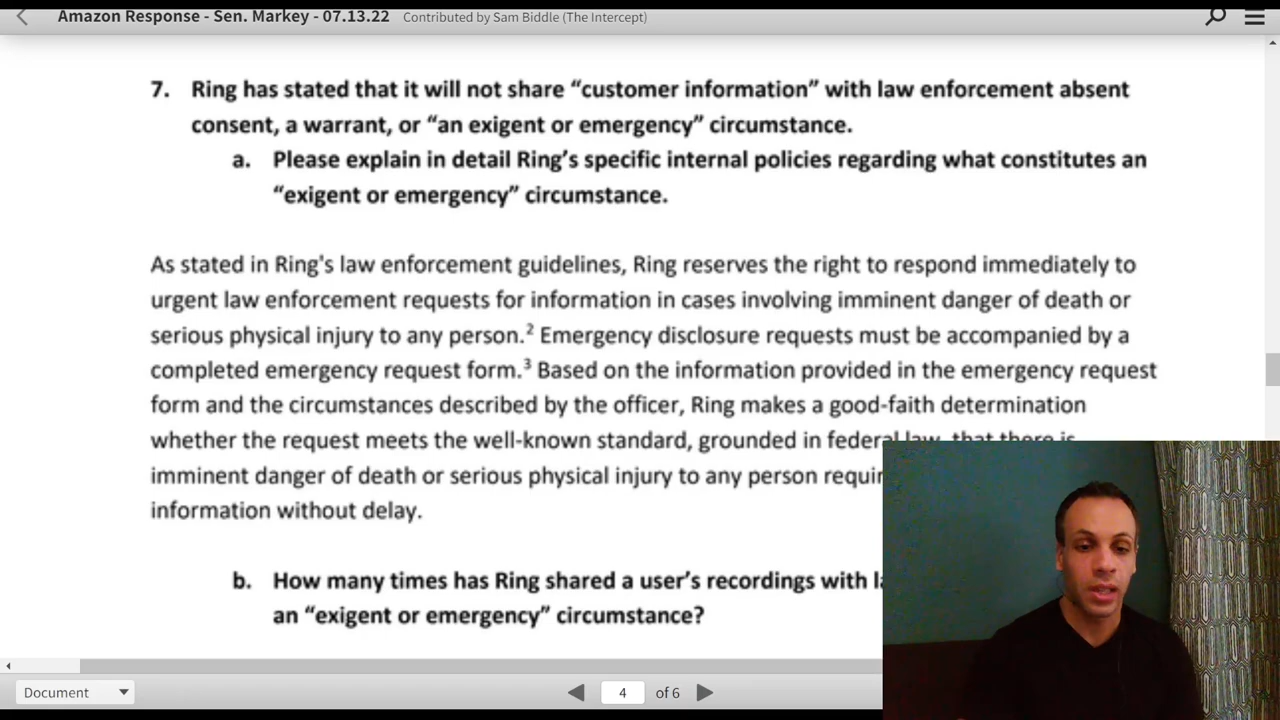 Amazon Response - Sen. Markey - 07.13.22 Contributed by Sam Biddle (The Intercept)
7. Ring has stated that it will not share “customer information” with law enforcement absent
consent, a warrant, or “an exigent or emergency” circumstance.
a. Please explain in detail Ring’s specific internal policies regarding what constitutes an
“exigent or emergency” circumstance.
As stated in Ring's law enforcement guidelines, Ring reserves the right to respond immediately to
urgent law enforcement requests for information in cases involving imminent danger of death or
serious physical injury to any person.2 Emergency disclosure requests must be accompanied by a
completed emergency request form.3 Based on the information provided in the emergency request
form and the circumstances described by the officer, Ring makes a good-faith determination
whether the request meets the well-known standard, grounded in federal law, that there is
imminent danger of death or serious physical injury to any person
information without delay.
b. How many times has Ring shared a user’s recordings with
an “exigent or emergency” circumstance?
Document 4 of 6